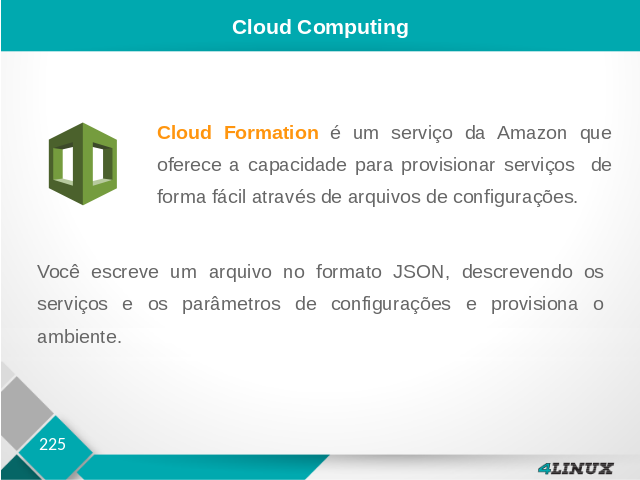 Cloud Computing
Cloud Formation é um serviço da Amazon que
oferece a capacidade para provisionar serviços de
forma fácil através de arquivos de configurações.
Você escreve um arquivo no formato JSON, descrevendo os
serviços e os parâmetros de configurações e provisiona o
ambiente.
225
4LINUX